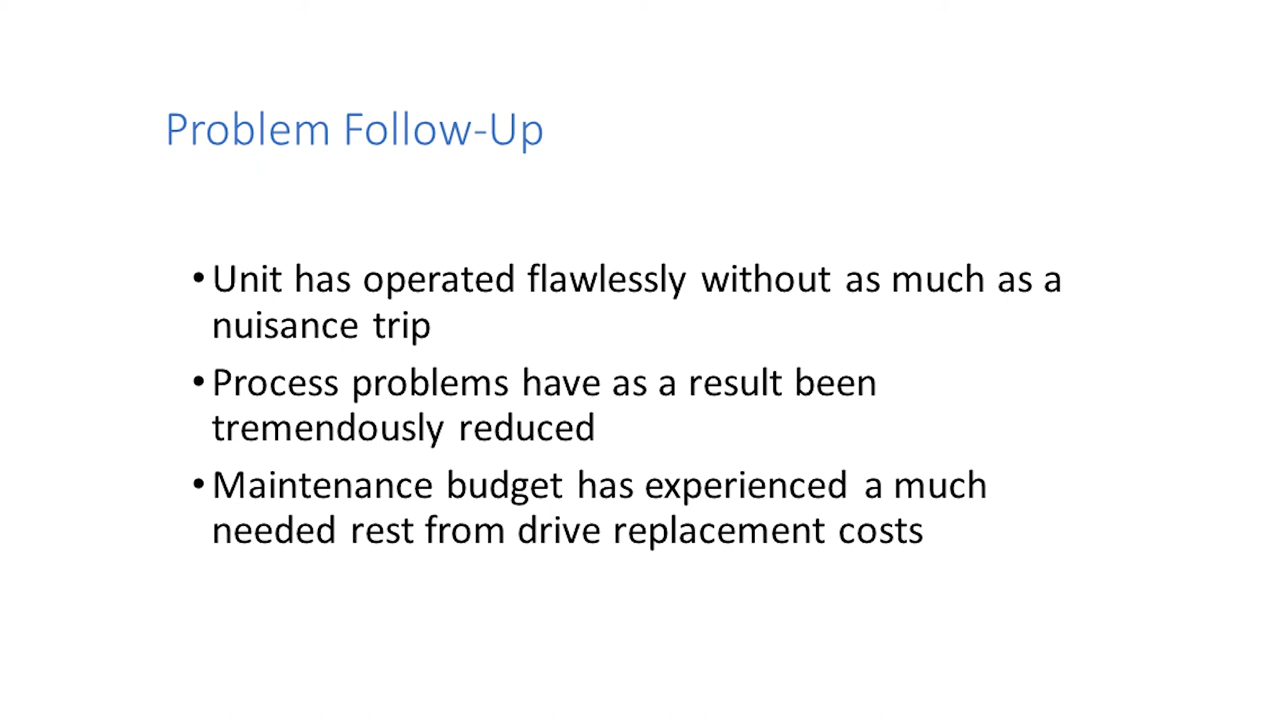 Problem Follow-Up
• Unit has operated flawlessly without as much as a
nuisance trip
• Process problems have as a result been
tremendously reduced
• Maintenance budget has experienced a much
needed rest from drive replacement costs